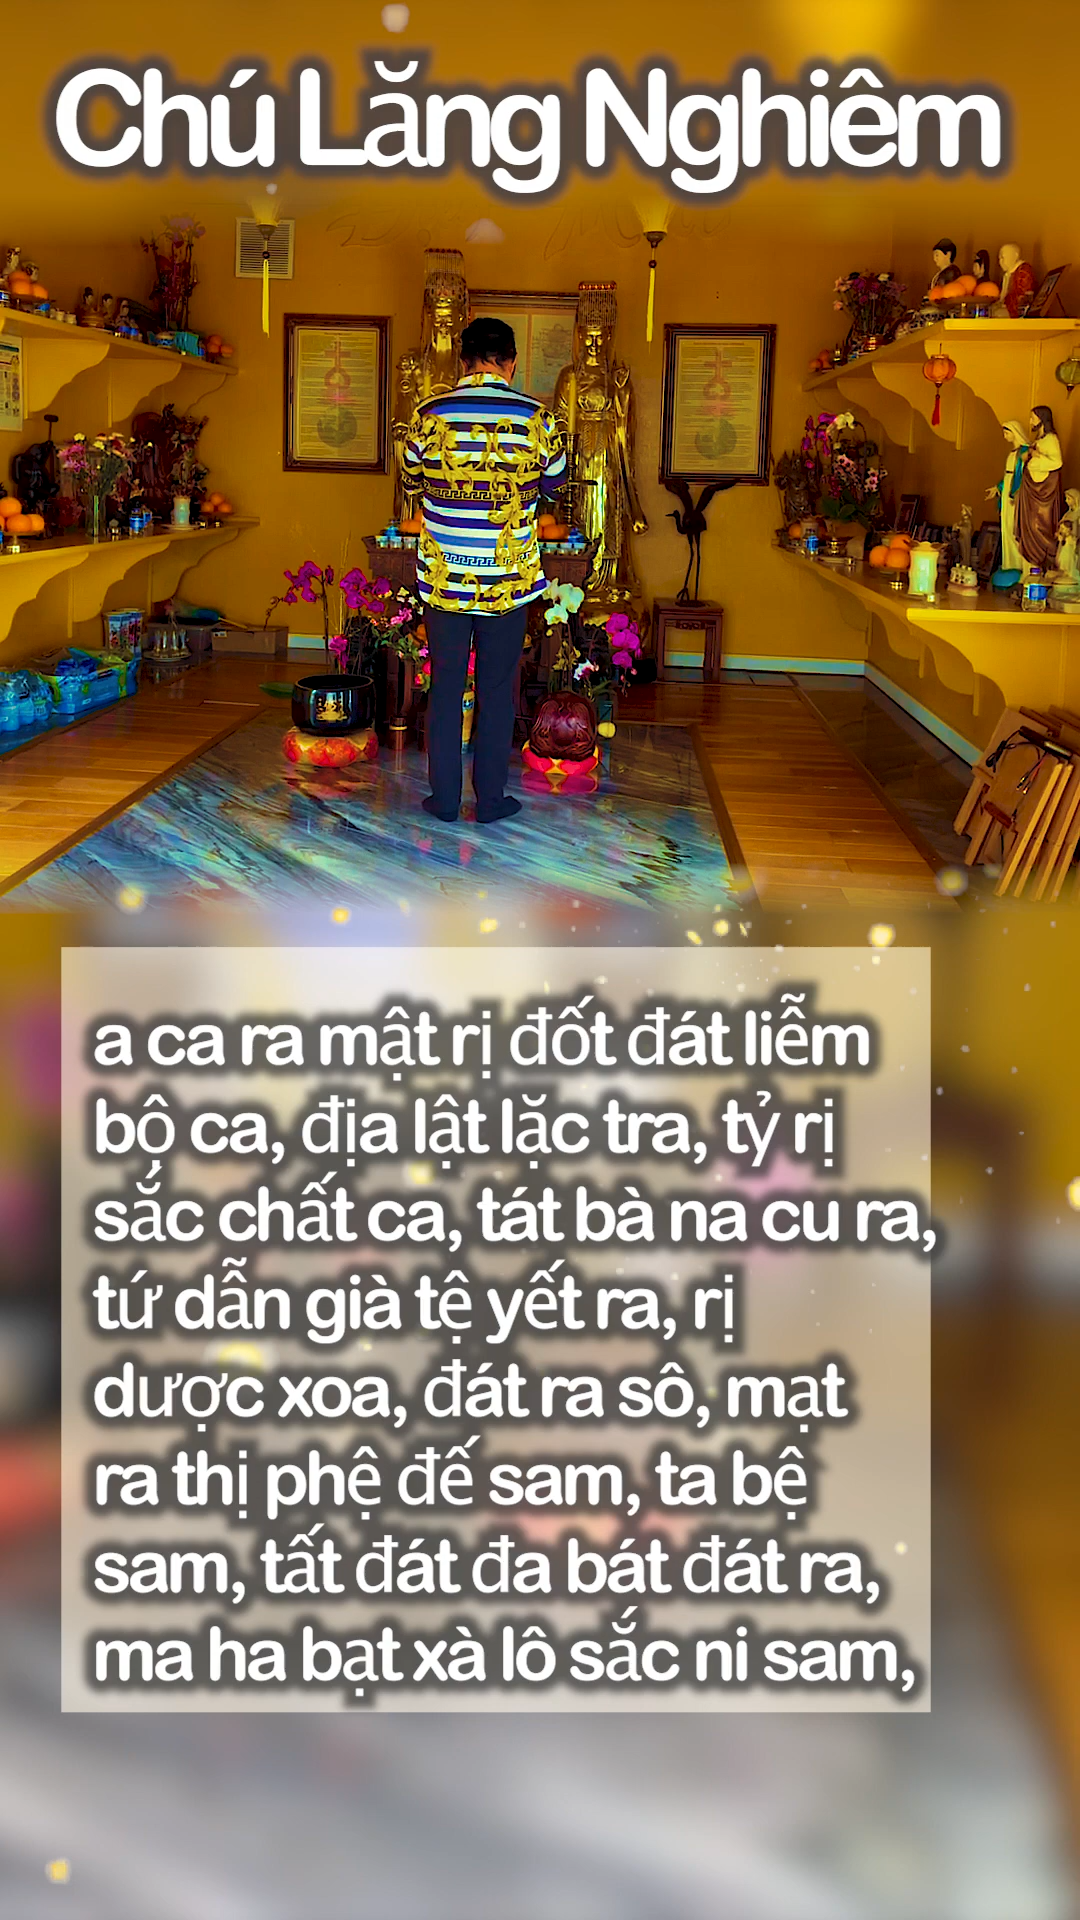 Chú Lăng Nghiêm
a ca ra mật rị đốt đát liễm
bộ ca, địa lật lặc tra, tỷ rị
sắc chất ca, tát bà na cu ra,
tứ dẫn già tệ yết ra, rị
dược xoa, đát ra sô, mạt
ra thị phệ đế sam, ta bệ
sam, tất đát đa bát đát ra,
ma ha bạt xà lô sắc ni sam,